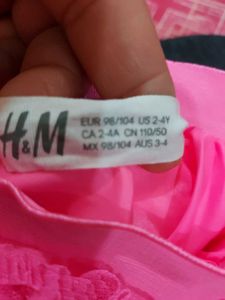 H&M
EUR 98/104 US 2-4Y
CA 2-4A CN 110/50
MX 98/104 AUS 3-4